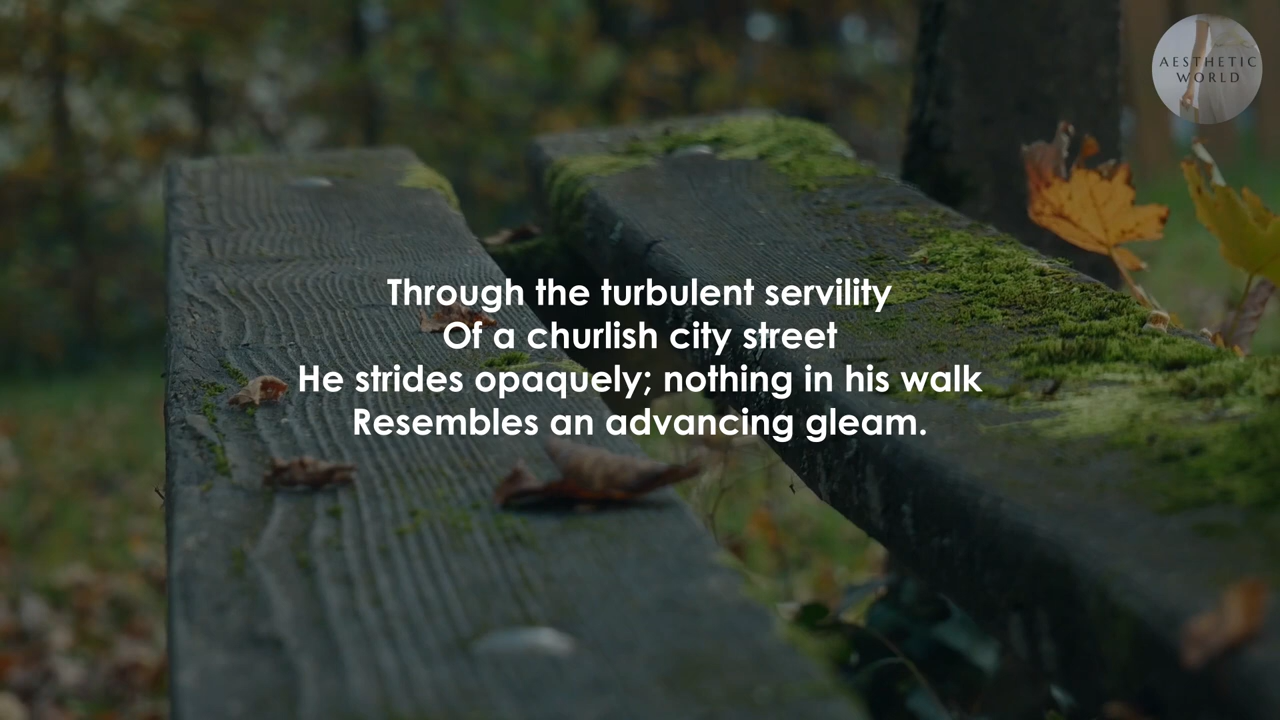 AESTHETIC
WORLD
Through the turbulent servility
Of a churlish city street
He strides opaquely; nothing in his walk
Resembles an advancing gleam.